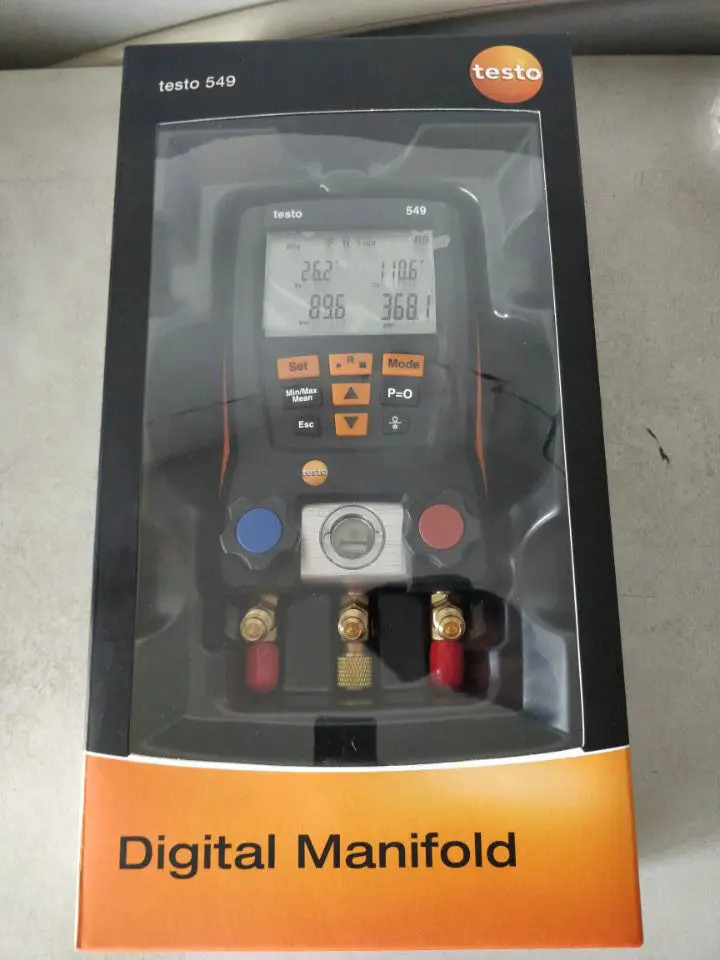 testo 549
testo
testo 549
26.2° 110.6°
89.6 368.1
Set R Mode
Min/Max
Mean
P=O
Esc
testo
Digital Manifold